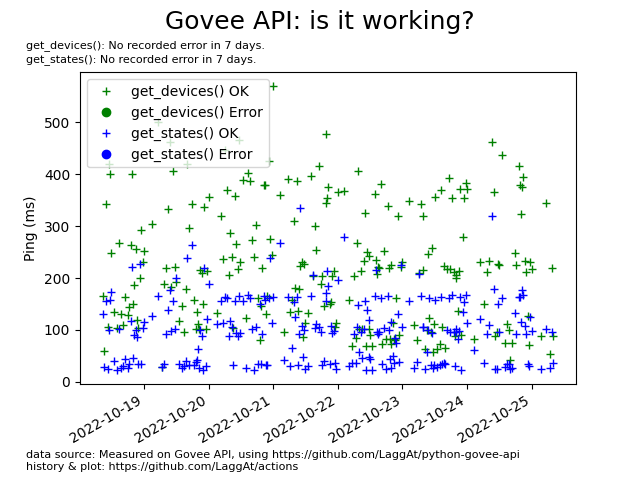 Govee API: is it working?
get_devices(): No recorded error in 7 days.
get_states(): No recorded error in 7 days.
get_devices() OK
get_devices() Error
get_states() OK
get_states() Error
Ping (ms)
500
400
300
200
100
0
2022-10-19
2022-10-20
2022-10-21
2022-10-22
2022-10-23
2022-10-24
2022-10-25
data source: Measured on Govee API, using https://github.com/LaggAt/python-govee-api
history & plot: https://github.com/LaggAt/actions